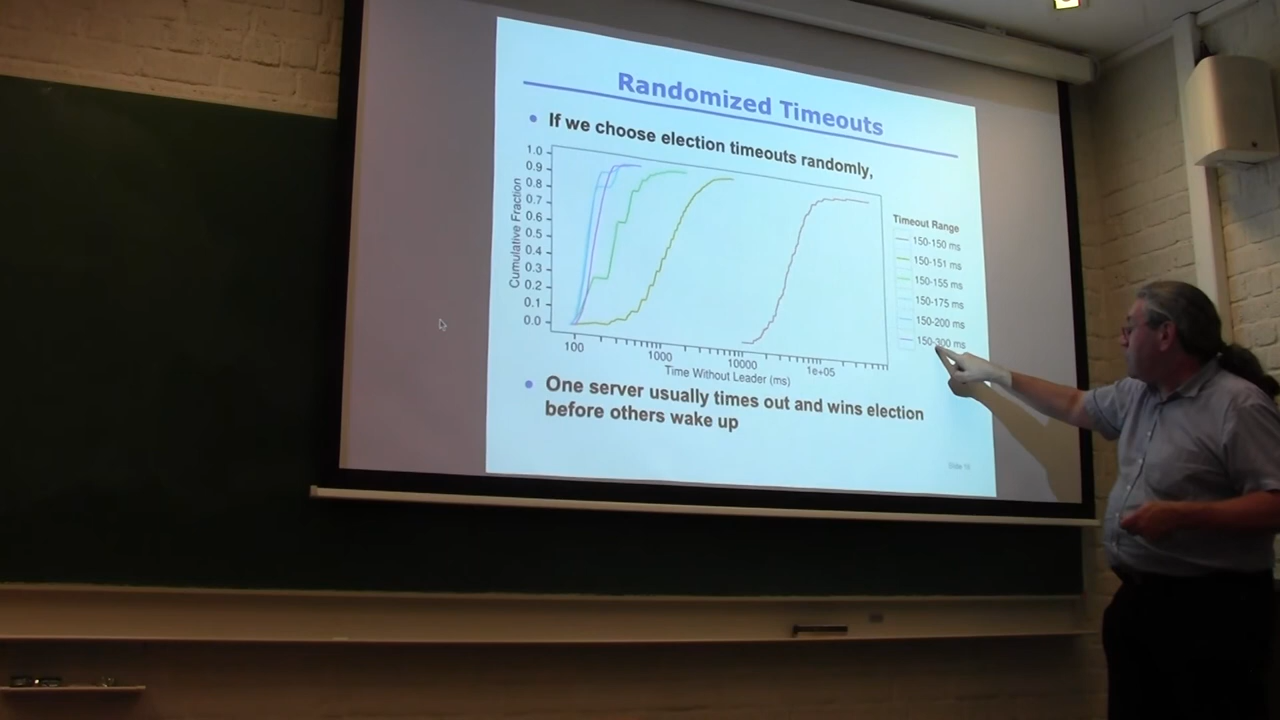 Randomized Timeouts
If we choose election timeouts randomly,
1.0
0.9
0.8
0.7
0.6
0.5
0.4
0.3
0.2
0.1
0.0
Cumulative Fraction
100
1000
10000
1e+05
Time Without Leader (ms)
Timeout Range
150-150 ms
150-151 ms
150-155 ms
150-175 ms
150-200 ms
150-300 ms
One server usually times out and wins election
before others wake up